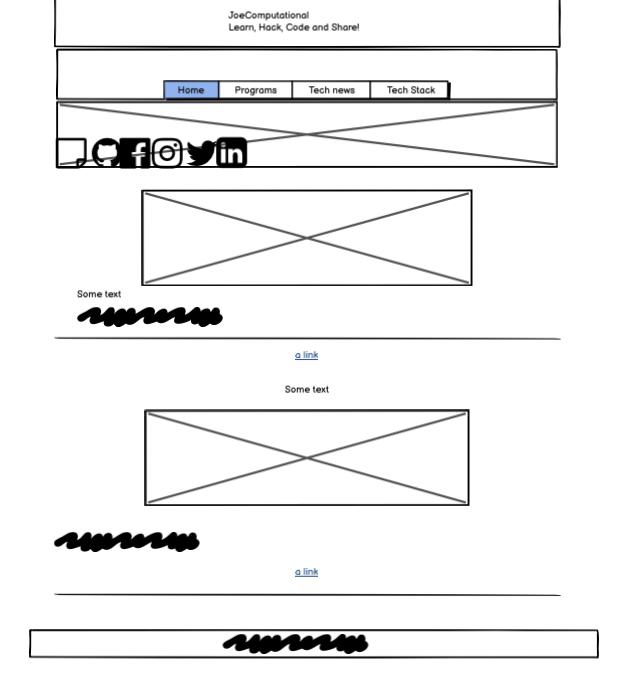 JoeComputational
Learn, Hack, Code and Share!
Home Programs Tech news Tech Stack
Some text
a link
Some text
a link